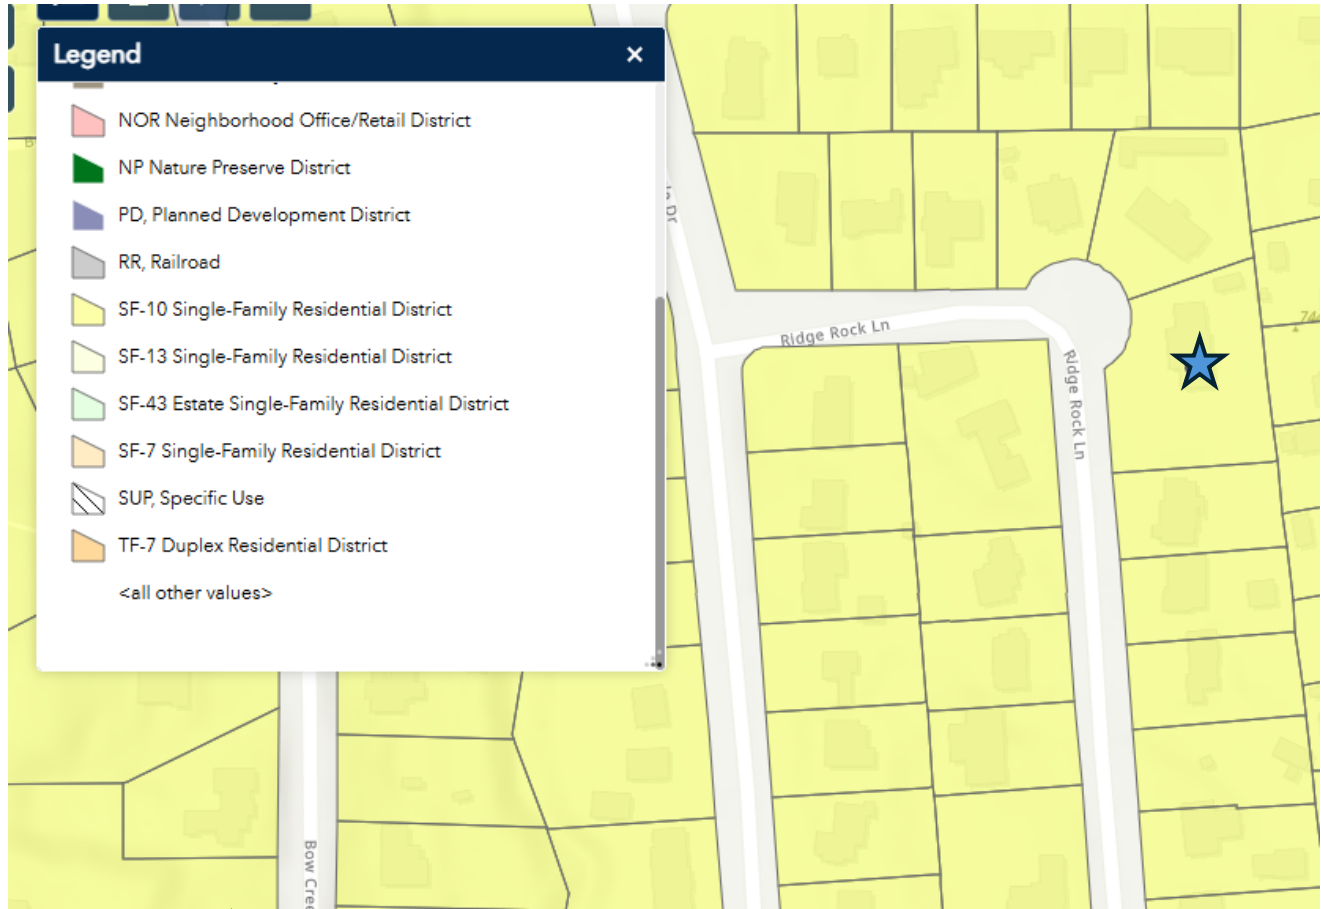 Legend
NOR Neighborhood Office/Retail District
NP Nature Preserve District
PD, Planned Development District
RR, Railroad
SF-10 Single-Family Residential District
SF-13 Single-Family Residential District
SF-43 Estate Single-Family Residential District
SF-7 Single-Family Residential District
SUP, Specific Use
TF-7 Duplex Residential District
<all other values>
Dr
Ridge Rock Ln
Ridge Rock Ln
Bow Cree